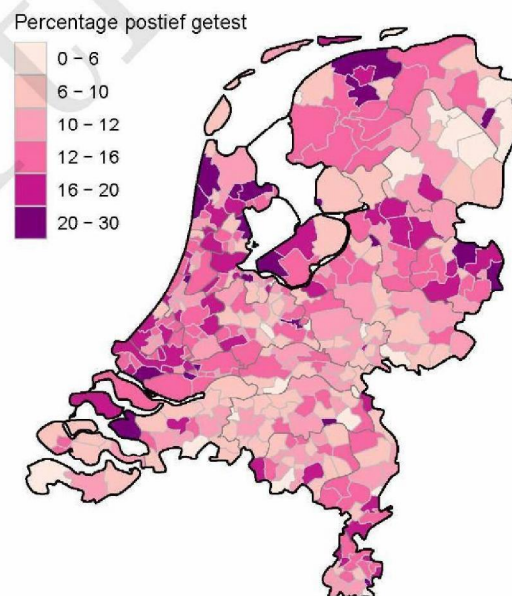 Percentage postief getest
0 – 6
6 – 10
10 – 12
12 – 16
16 – 20
20 – 30